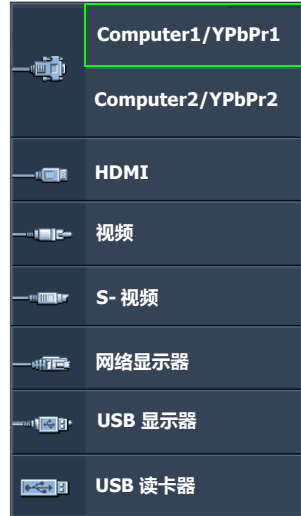 Computer1/YPbPr1
Computer2/YPbPr2
HDMI
视频
S- 视频
网络显示器
USB 显示器
USB 读卡器